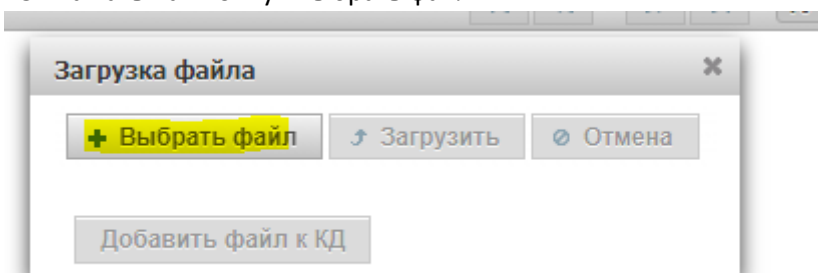 Загрузка файла
Выбрать файл Загрузить Отмена
Добавить файл к КД